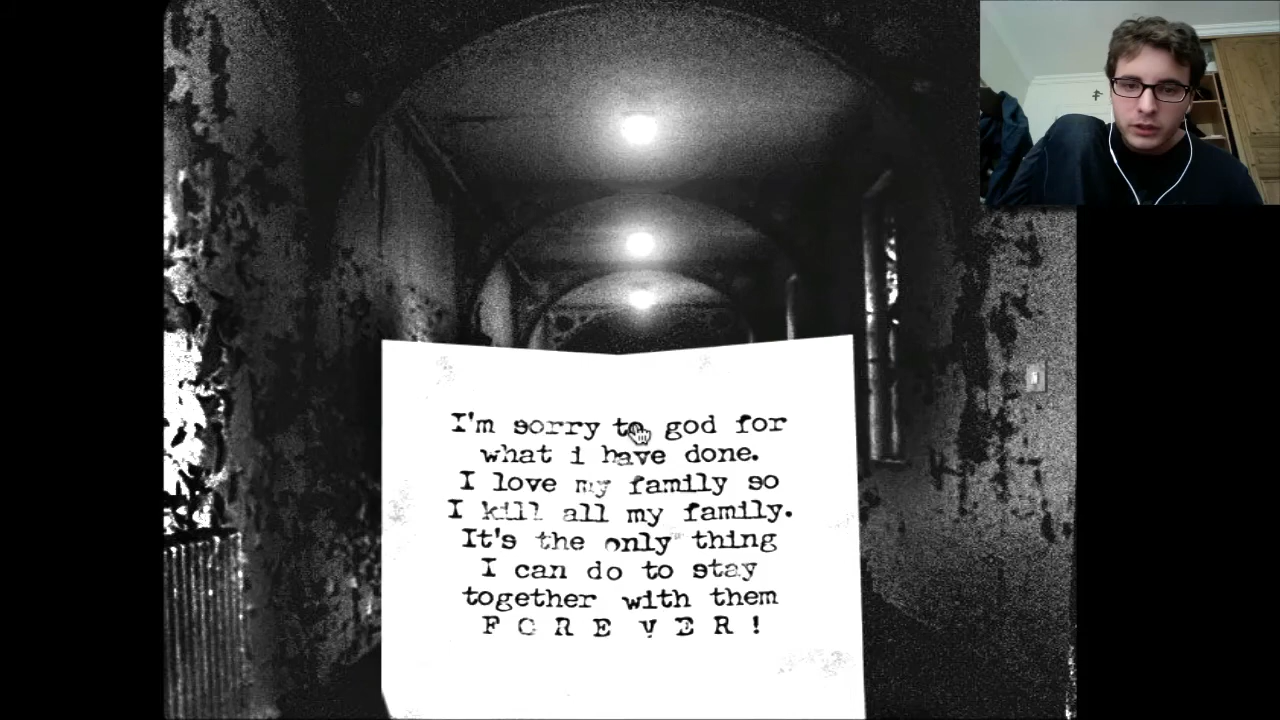 I'm sorry to god for
what i have done.
I love my family so
I kill all my family.
It's the only thing
I can do to stay
together with them
F O R E V E R !